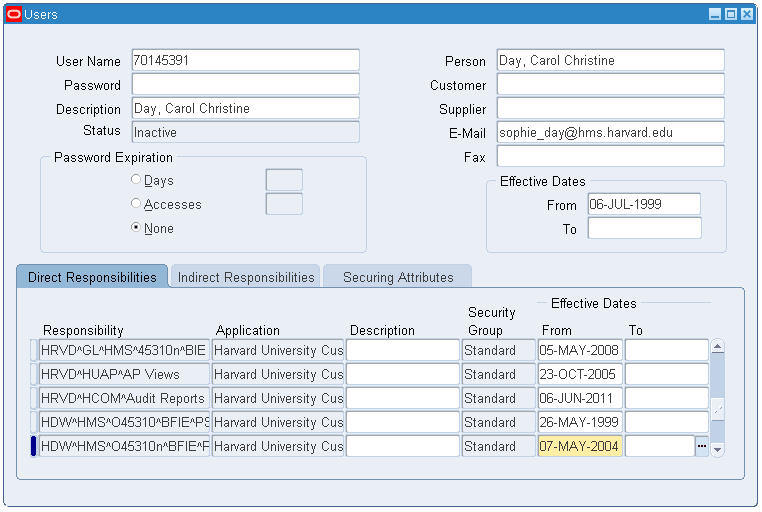 Users
User Name 70145391
Person Day, Carol Christine
Password
Customer
Description Day, Carol Christine
Supplier
Status Inactive
E-Mail sophie_day@hms.harvard.edu
Fax
Password Expiration
Days
Accesses
None
Effective Dates
From 06-JUL-1999
To
Direct Responsibilities Indirect Responsibilities Securing Attributes
Effective Dates
Security
Responsibility Application Description Group From To
HRVD^GL^HMS^45310n^BIE Harvard University Cus Standard 05-MAY-2008
HRVD^HUAP^AP Views Harvard University Cus Standard 23-OCT-2005
HRVD^HCOM^Audit Reports Harvard University Cus Standard 06-JUN-2011
HDW^HMS^O45310^BFIE^PS Harvard University Cus Standard 26-MAY-1999
HDW^HMS^O45310n^BFIE^F Harvard University Cus Standard 07-MAY-2004 ...